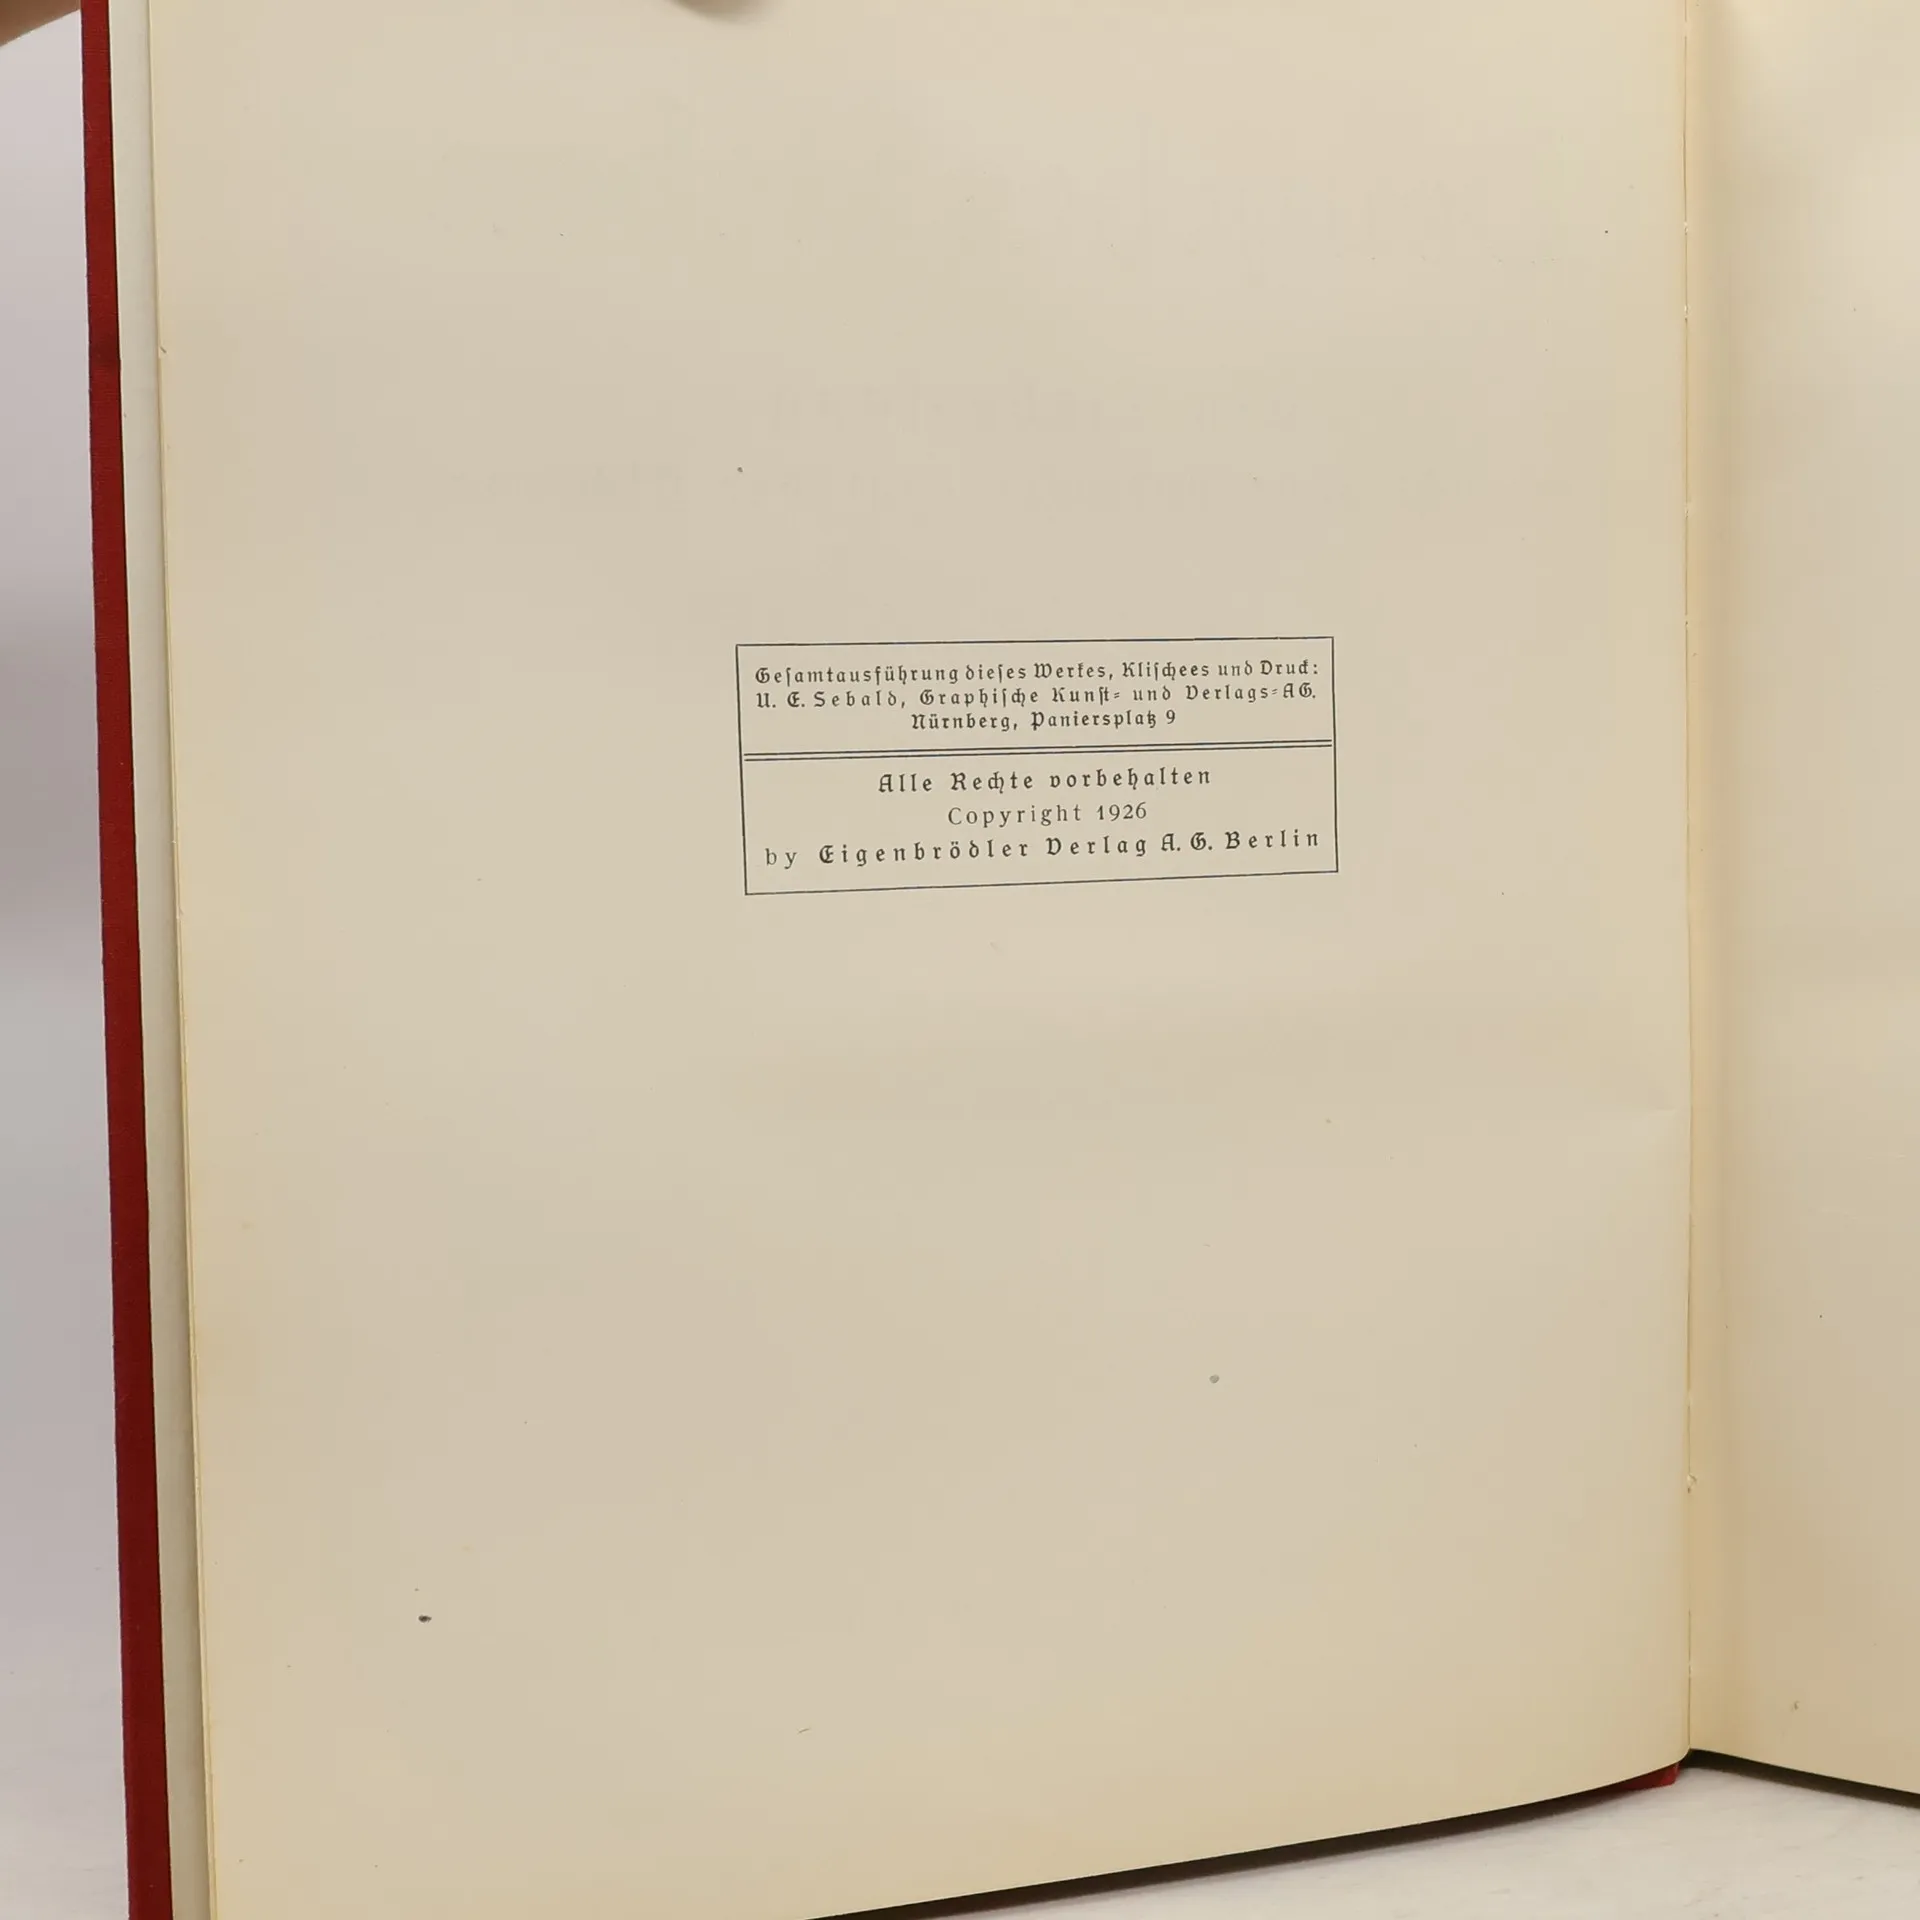 Geſamtausführung dieſes Werkes, Kliſchees und Druck:
U. E. Sebald, Graphiſche Kunſt- und Verlags-AG.
Nürnberg, Paniersplatz 9
Alle Rechte vorbehalten
Copyright 1926
by Eigenbrödler Verlag A. G. Berlin